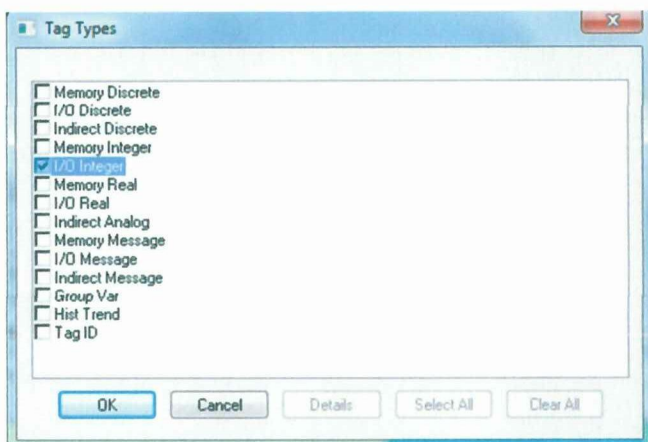 Tag Types
Memory Discrete
I/O Discrete
Indirect Discrete
Memory Integer
I/O Integer
Memory Real
I/O Real
Indirect Analog
Memory Message
I/O Message
Indirect Message
Group Var
Hist Trend
Tag ID
OK Cancel Details Select All Clear All